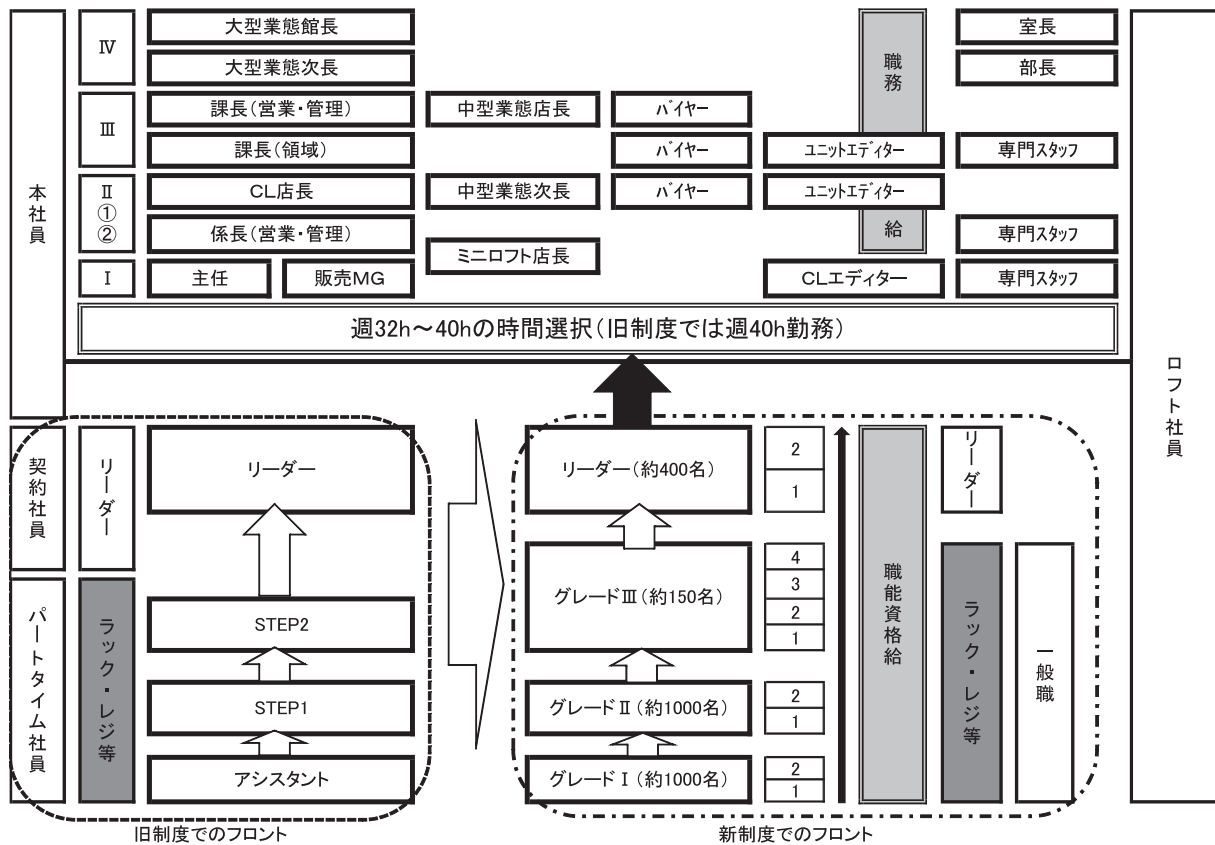 本社員
Ⅳ
大型業態館長
室長
大型業態次長
部長
職務
Ⅲ
課長(営業・管理)
中型業態店長
バイヤー
課長(領域)
バイヤー
ユニットエディター
専門スタッフ
Ⅱ
①
②
CL店長
中型業態次長
バイヤー
ユニットエディター
給
係長(営業・管理)
専門スタッフ
ミニロフト店長
Ⅰ
主任
販売MG
CLエディター
専門スタッフ
週32h～40hの時間選択(旧制度では週40h勤務)
ロフト社員
契約社員
リーダー
リーダー
パートタイム社員
ラック・レジ等
STEP2
STEP1
アシスタント
旧制度でのフロント
リーダー(約400名)
2
1
グレードⅢ(約150名)
4
3
2
1
グレードⅡ(約1000名)
2
1
グレードⅠ(約1000名)
2
1
職能資格給
リーダー
ラック・レジ等
一般職
新制度でのフロント